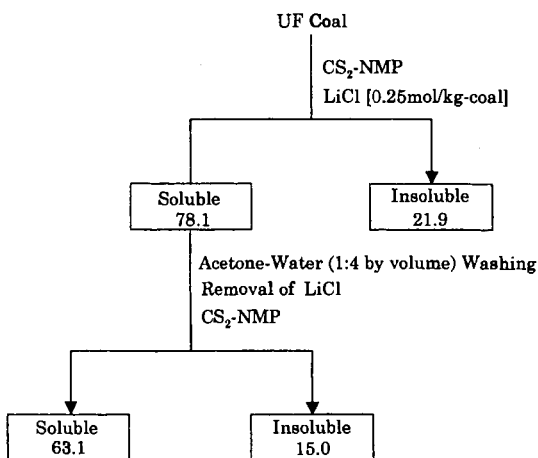 UF Coal
CS₂-NMP
LiCl [0.25mol/kg-coal]
Soluble
78.1
Insoluble
21.9
Acetone-Water (1:4 by volume) Washing
Removal of LiCl
CS₂-NMP
Soluble
63.1
Insoluble
15.0